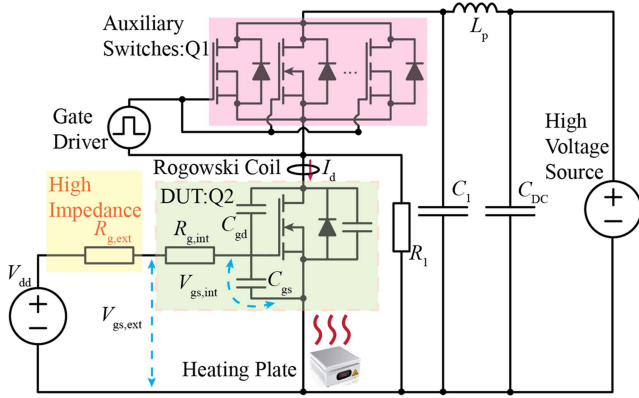 Auxiliary
Switches:Q1
L_p
Gate
Driver
Rogowski Coil
I_d
High
Voltage
Source
High
Impedance
R_g,ext
DUT:Q2
R_g,int
C_gd
C_1
C_DC
R_1
V_dd
V_gs,int
C_gs
V_gs,ext
Heating Plate